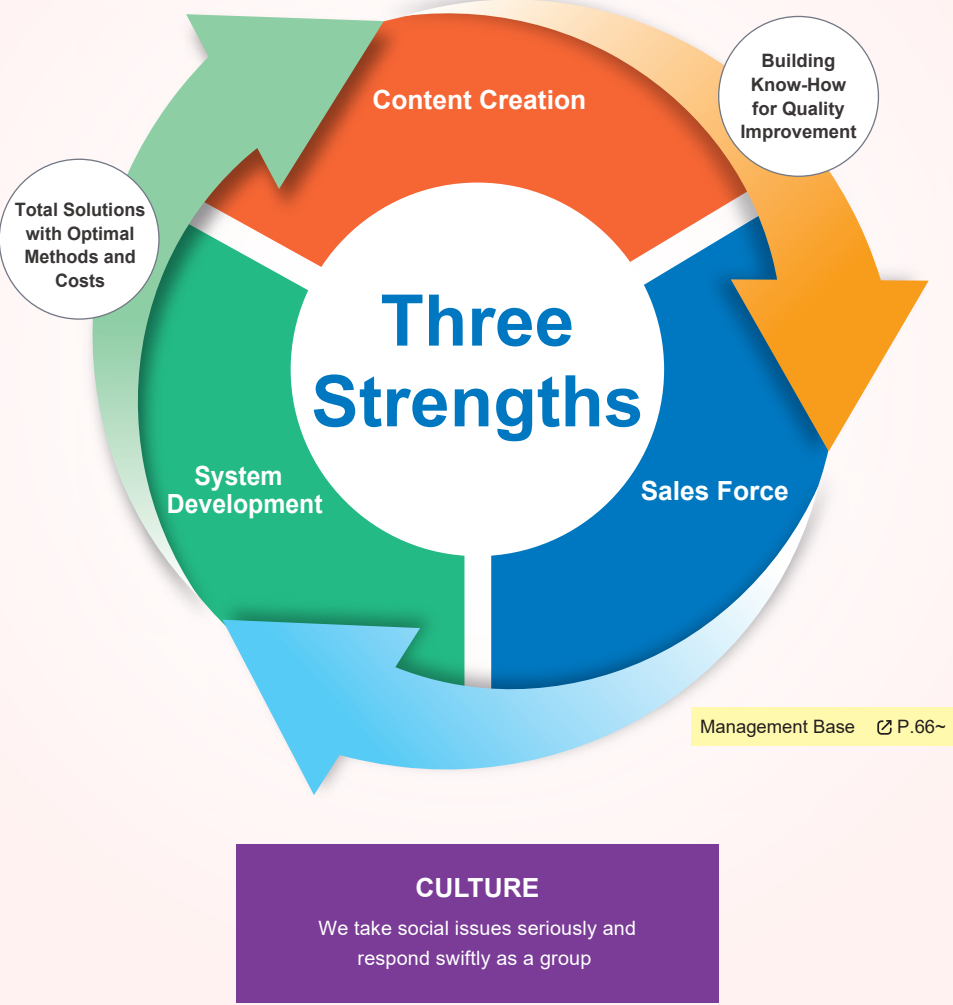 Content Creation
Building
Know-How
for Quality
Improvement
Total Solutions
with Optimal
Methods and
Costs
Three
Strengths
System
Development
Sales Force
Management Base P.66~
CULTURE
We take social issues seriously and
respond swiftly as a group